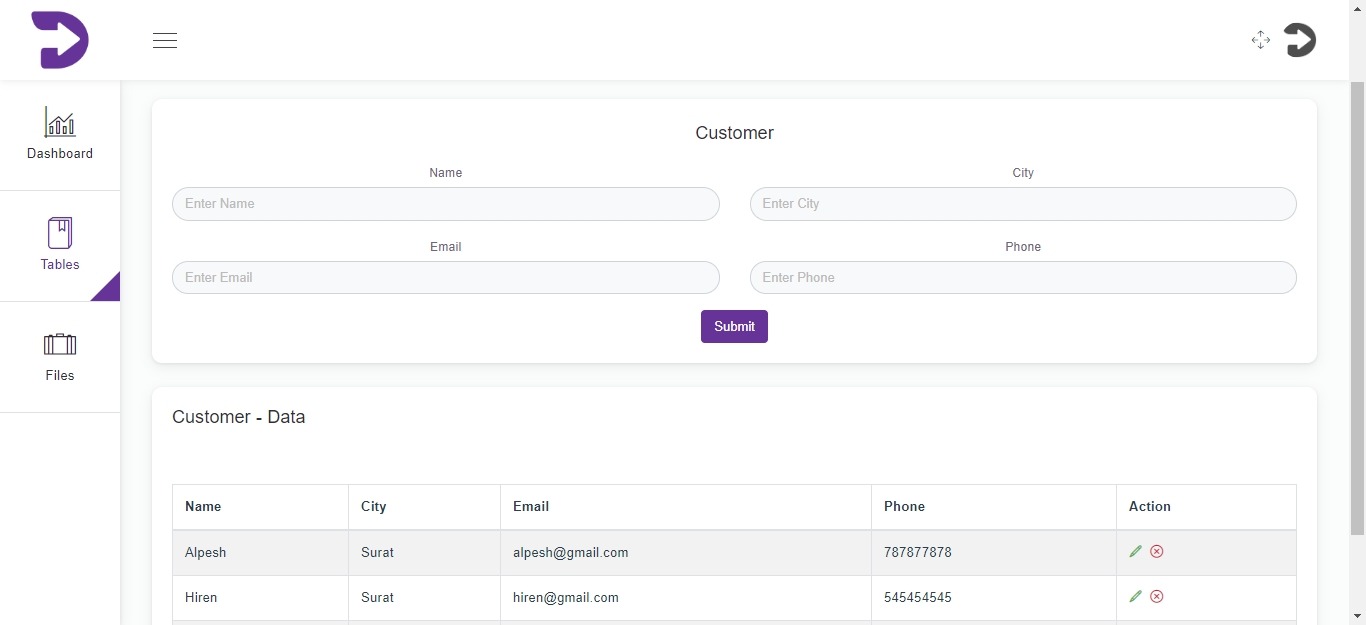 Customer
Name City
Enter Name Enter City
Email Phone
Enter Email Enter Phone
Submit
Dashboard
Tables
Files
Customer - Data
Name City Email Phone Action
Alpesh Surat alpesh@gmail.com 787877878
Hiren Surat hiren@gmail.com 545454545